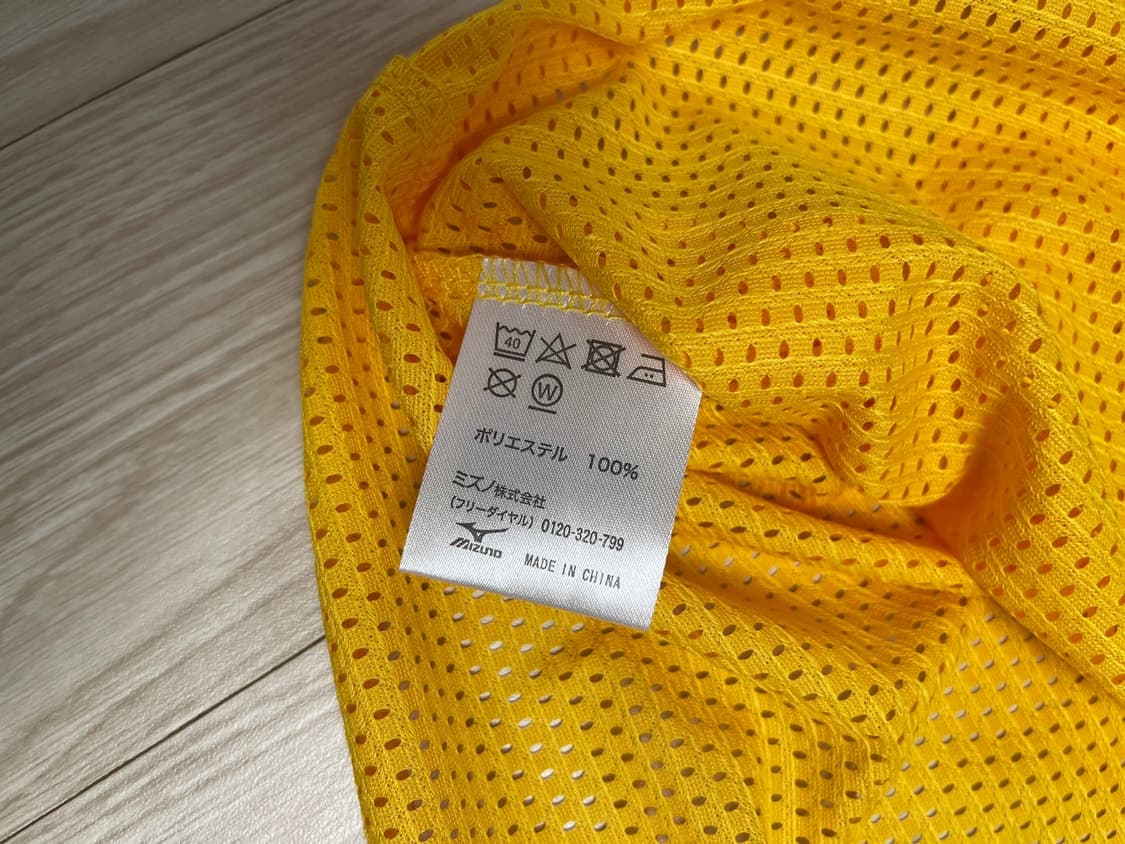 40
W
ポリエステル 100%
ミズノ株式会社
(フリーダイヤル) 0120-320-799
MIZUNO
MADE IN CHINA